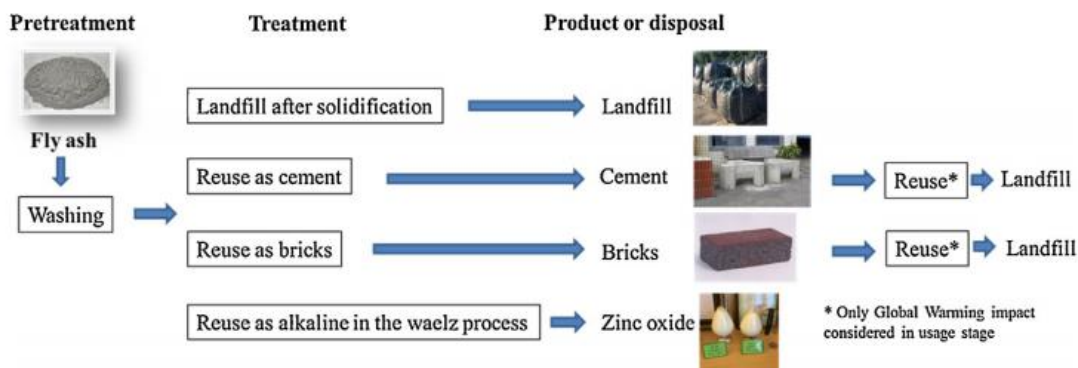 Pretreatment
Treatment
Product or disposal
Fly ash
Washing
Landfill after solidification
Landfill
Reuse as cement
Cement
Reuse*
Landfill
Reuse as bricks
Bricks
Reuse*
Landfill
Reuse as alkaline in the waelz process
Zinc oxide
* Only Global Warming impact
considered in usage stage